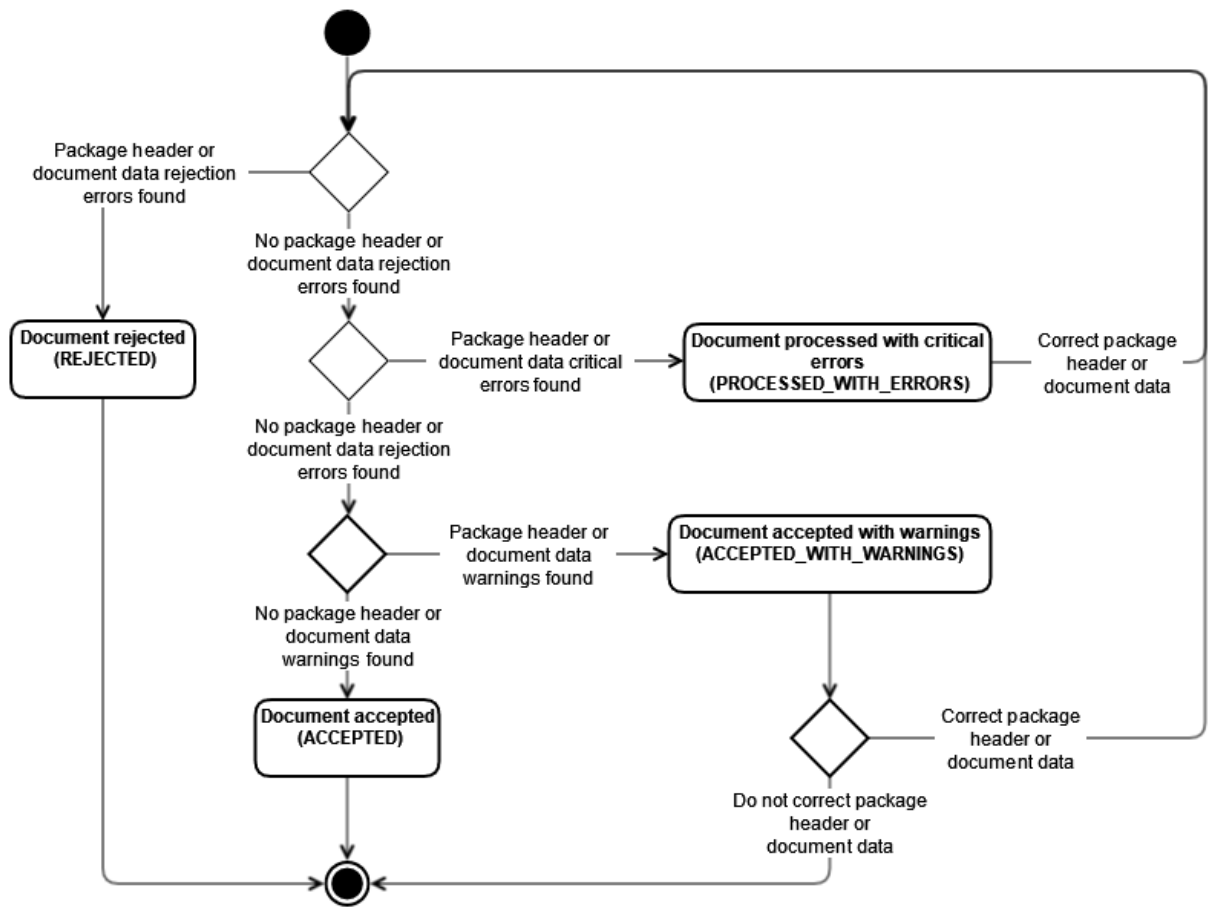 Package header or
document data rejection
errors found
No package header or
document data rejection
errors found
Document rejected
(REJECTED)
Package header or
document data critical
errors found
Document processed with critical
errors
(PROCESSED_WITH_ERRORS)
Correct package
header or
document data
No package header or
document data rejection
errors found
Package header or
document data
warnings found
Document accepted with warnings
(ACCEPTED_WITH_WARNINGS)
No package header or
document data
warnings found
Document accepted
(ACCEPTED)
Correct package
header or
document data
Do not correct package
header or
document data